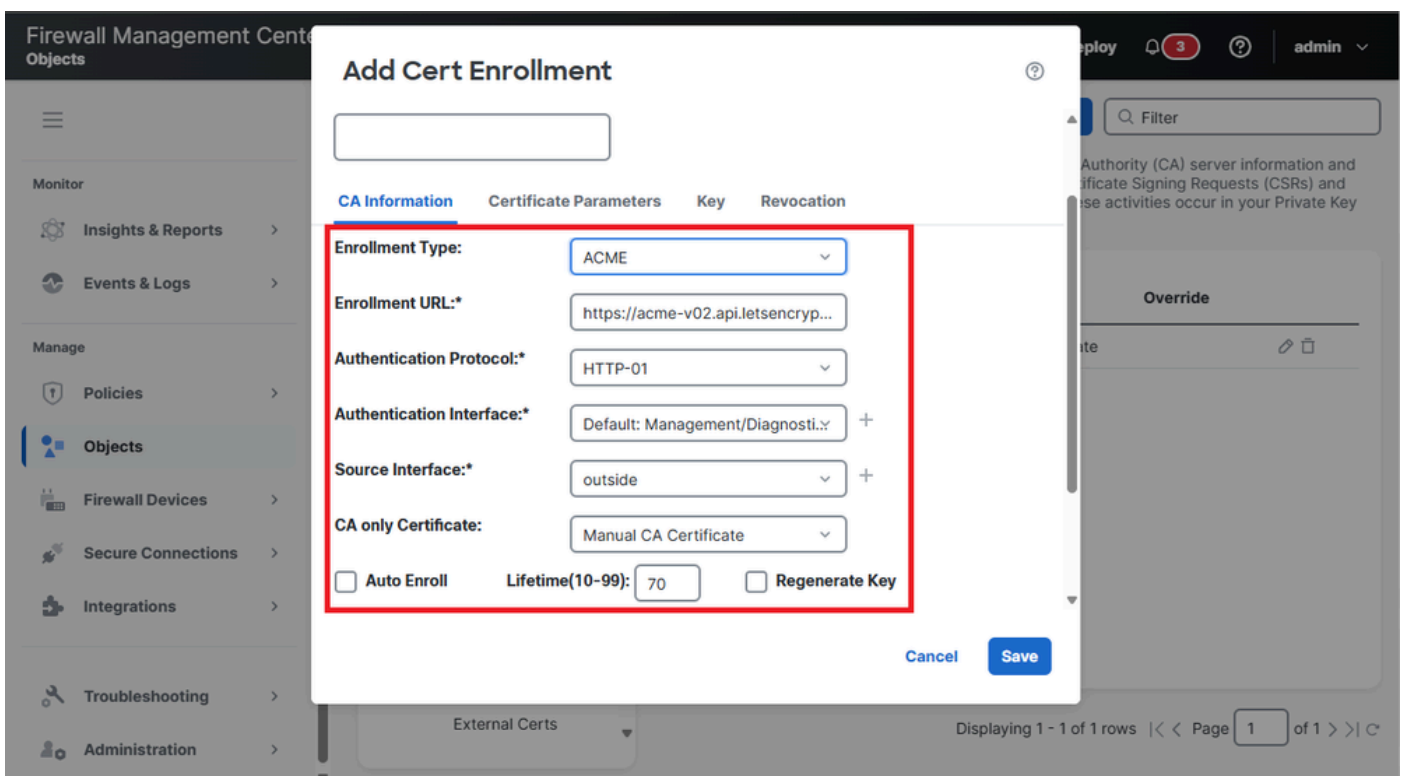 Firewall Management Cente
Objects
eploy
3
admin
Add Cert Enrollment
Filter
Authority (CA) server information and
tificate Signing Requests (CSRs) and
ese activities occur in your Private Key
Monitor
Insights & Reports
Events & Logs
Manage
Policies
Objects
Firewall Devices
Secure Connections
Integrations
Troubleshooting
Administration
CA Information Certificate Parameters Key Revocation
Enrollment Type: ACME
Enrollment URL:* https://acme-v02.api.letsencryp...
Authentication Protocol:* HTTP-01
Authentication Interface:* Default: Management/Diagnosti...
Source Interface:* outside
CA only Certificate: Manual CA Certificate
Auto Enroll Lifetime(10-99): 70 Regenerate Key
Cancel Save
Override
ate
External Certs
Displaying 1 - 1 of 1 rows |< < Page 1 of 1 > >|